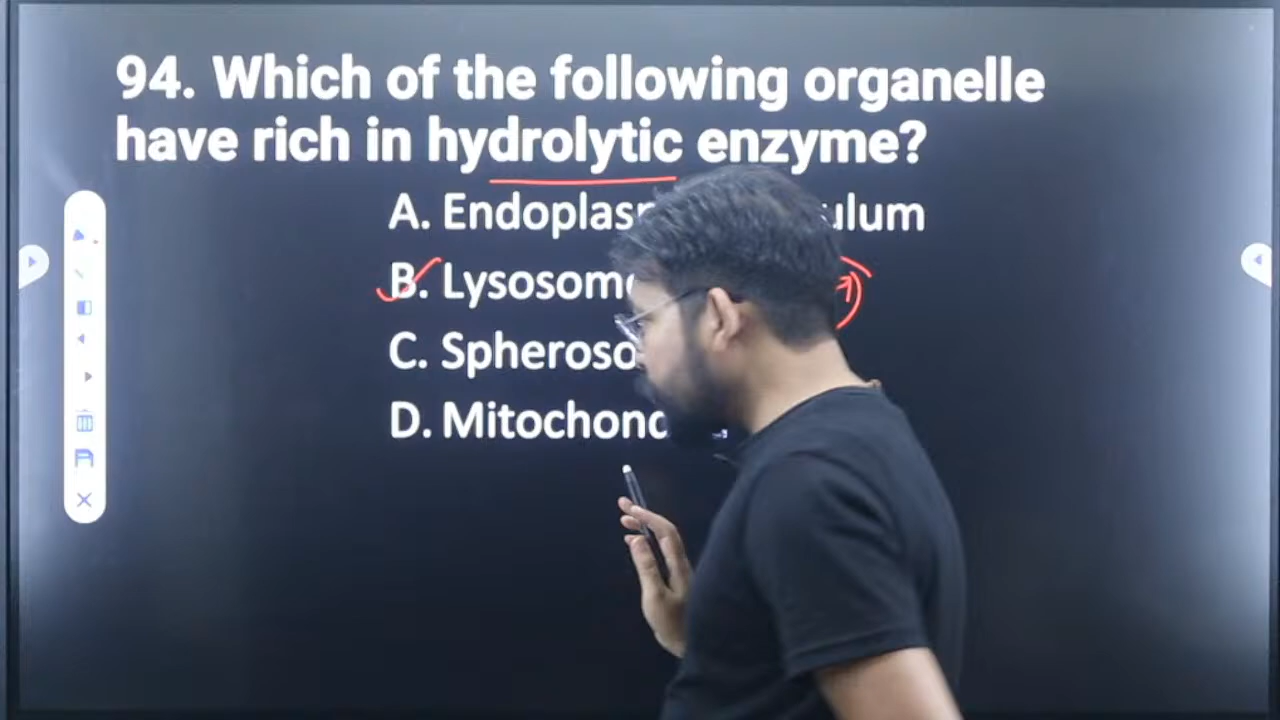 94. Which of the following organelle
have rich in hydrolytic enzyme?
A. Endoplas ulum
B. Lysosom
C. Spheroso
D. Mitochond